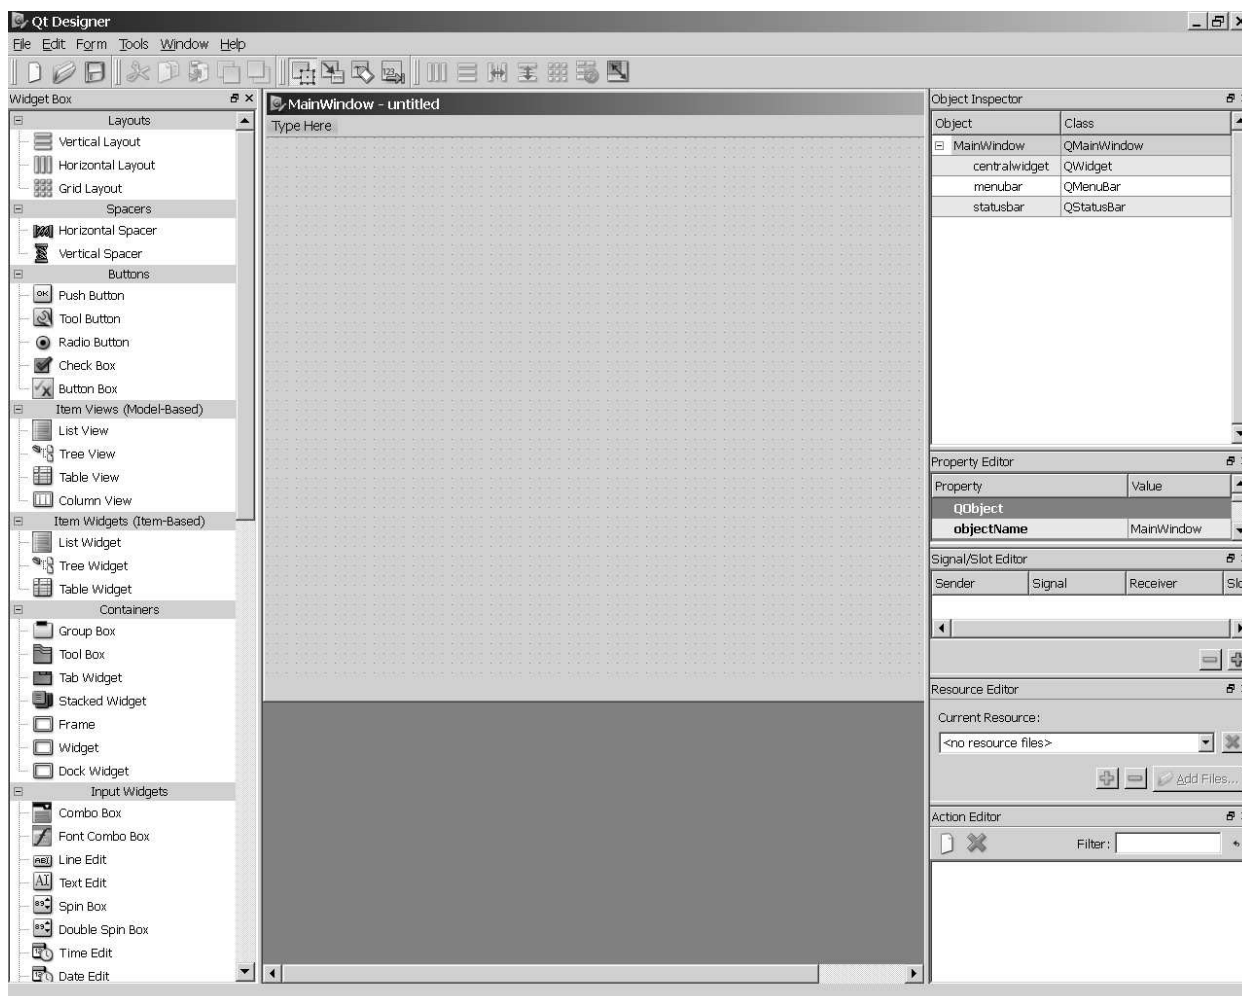 Qt Designer
File Edit Form Tools Window Help
Widget Box
Layouts
Vertical Layout
Horizontal Layout
Grid Layout
Spacers
Horizontal Spacer
Vertical Spacer
Buttons
OK Push Button
Tool Button
Radio Button
Check Box
Button Box
Item Views (Model-Based)
List View
Tree View
Table View
Column View
Item Widgets (Item-Based)
List Widget
Tree Widget
Table Widget
Containers
Group Box
Tool Box
Tab Widget
Stacked Widget
Frame
Widget
Dock Widget
Input Widgets
Combo Box
Font Combo Box
Line Edit
AI Text Edit
Spin Box
Double Spin Box
Time Edit
Date Edit
MainWindow - untitled
Type Here
Object Inspector
Object Class
MainWindow QMainWindow
centralwidget QWidget
menubar QMenuBar
statusbar QStatusBar
Property Editor
Property Value
QObject
objectName MainWindow
Signal/Slot Editor
Sender Signal Receiver Slo
Resource Editor
Current Resource:
<no resource files>
Add Files...
Action Editor
Filter: